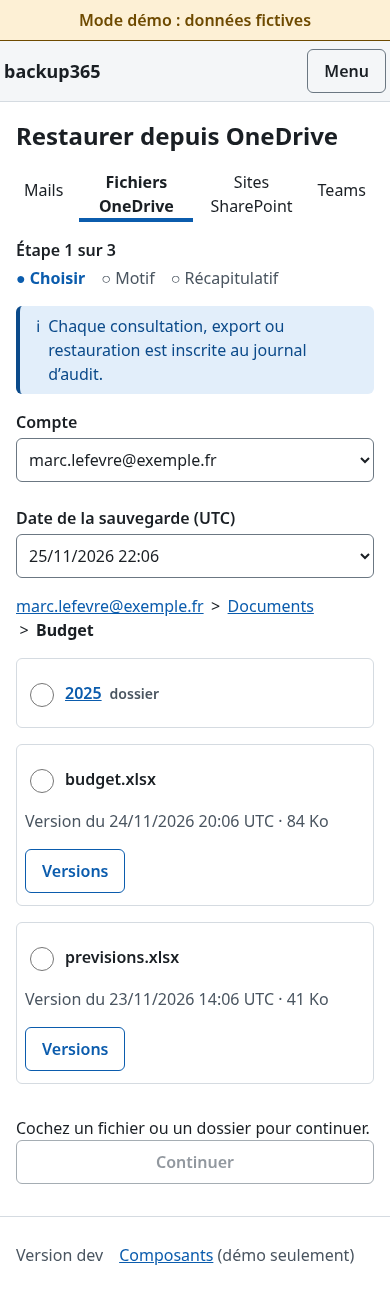 Mode démo : données fictives
backup365
Menu
Restaurer depuis OneDrive
Mails
Fichiers
OneDrive
Sites
SharePoint
Teams
Étape 1 sur 3
● Choisir ○ Motif ○ Récapitulatif
i Chaque consultation, export ou
restauration est inscrite au journal
d’audit.
Compte
marc.lefevre@exemple.fr
Date de la sauvegarde (UTC)
25/11/2026 22:06
marc.lefevre@exemple.fr > Documents
> Budget
2025 dossier
budget.xlsx
Version du 24/11/2026 20:06 UTC · 84 Ko
Versions
previsions.xlsx
Version du 23/11/2026 14:06 UTC · 41 Ko
Versions
Cochez un fichier ou un dossier pour continuer.
Continuer
Version dev Composants (démo seulement)